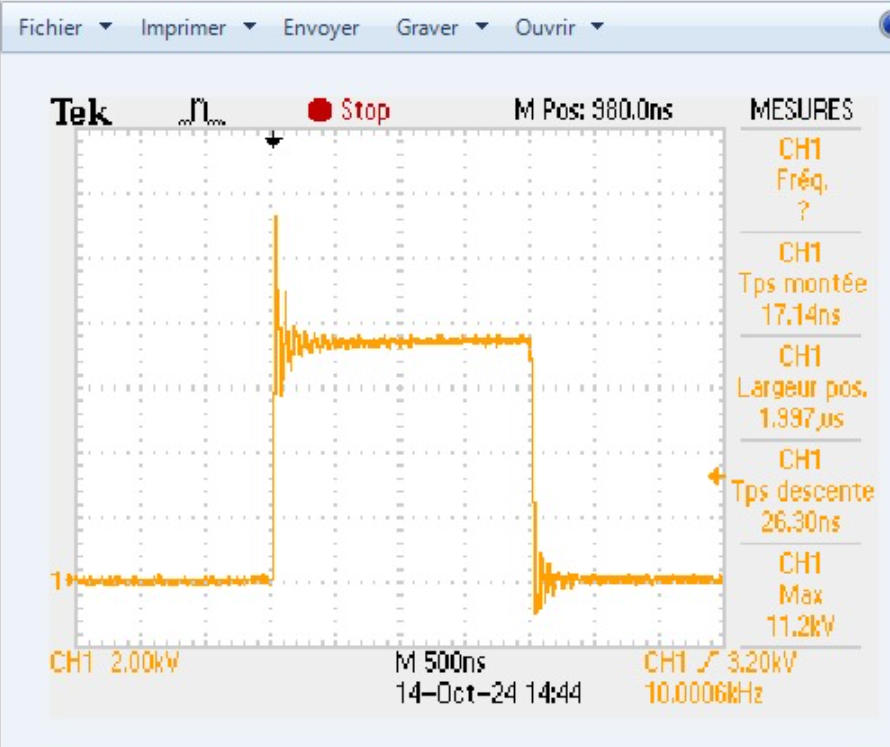 Fichier Imprimer Envoyer Graver Ouvrir
Tek Stop M Pos: 980.0ns MESURES
CH1
Fréq.
?
CH1
Tps montée
17.14ns
CH1
Largeur pos.
1.997µs
CH1
Tps descente
26.30ns
CH1
Max
11.2kV
1
CH1 2.00kV M 500ns CH1 3.20kV
14-Oct-24 14:44 10.0006kHz